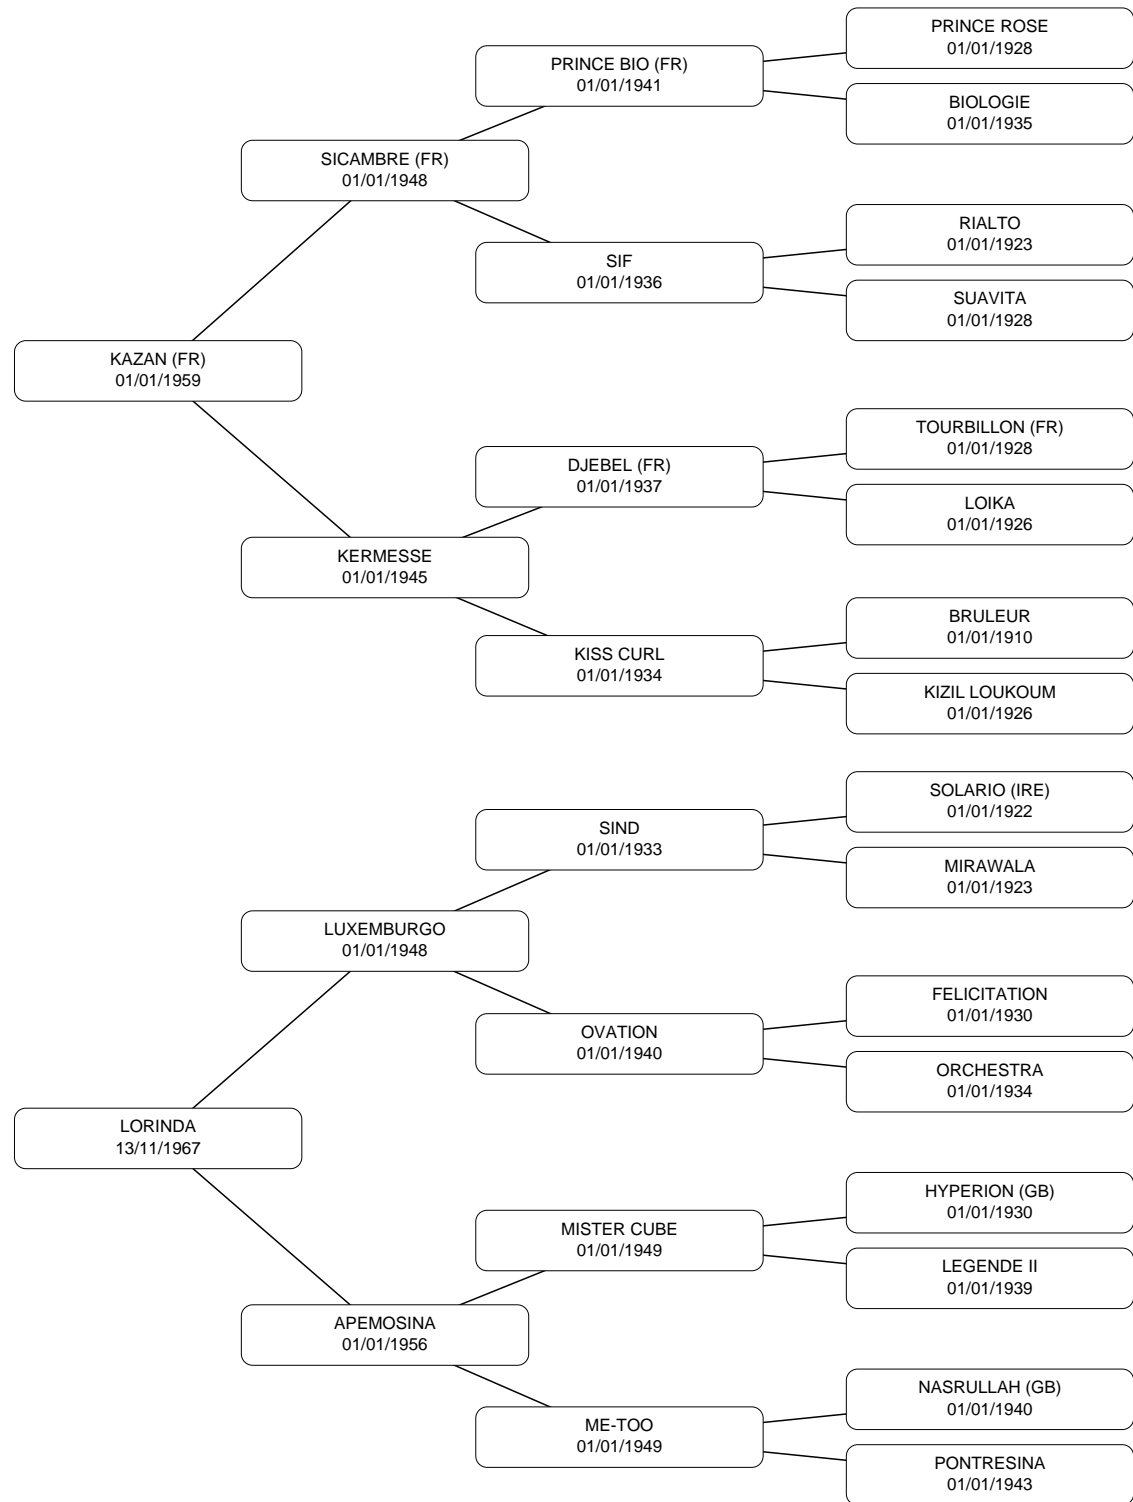 PRINCE ROSE
01/01/1928
PRINCE BIO (FR)
01/01/1941
BIOLOGIE
01/01/1935
SICAMBRE (FR)
01/01/1948
RIALTO
01/01/1923
SIF
01/01/1936
SUAVITA
01/01/1928
KAZAN (FR)
01/01/1959
TOURBILLON (FR)
01/01/1928
DJEBEL (FR)
01/01/1937
LOIKA
01/01/1926
KERMESSE
01/01/1945
BRULEUR
01/01/1910
KISS CURL
01/01/1934
KIZIL LOUKOUM
01/01/1926
SOLARIO (IRE)
01/01/1922
SIND
01/01/1933
MIRAWALA
01/01/1923
LUXEMBURGO
01/01/1948
FELICITATION
01/01/1930
OVATION
01/01/1940
ORCHESTRA
01/01/1934
LORINDA
13/11/1967
HYPERION (GB)
01/01/1930
MISTER CUBE
01/01/1949
LEGENDE II
01/01/1939
APEMOSINA
01/01/1956
NASRULLAH (GB)
01/01/1940
ME-TOO
01/01/1949
PONTRESINA
01/01/1943